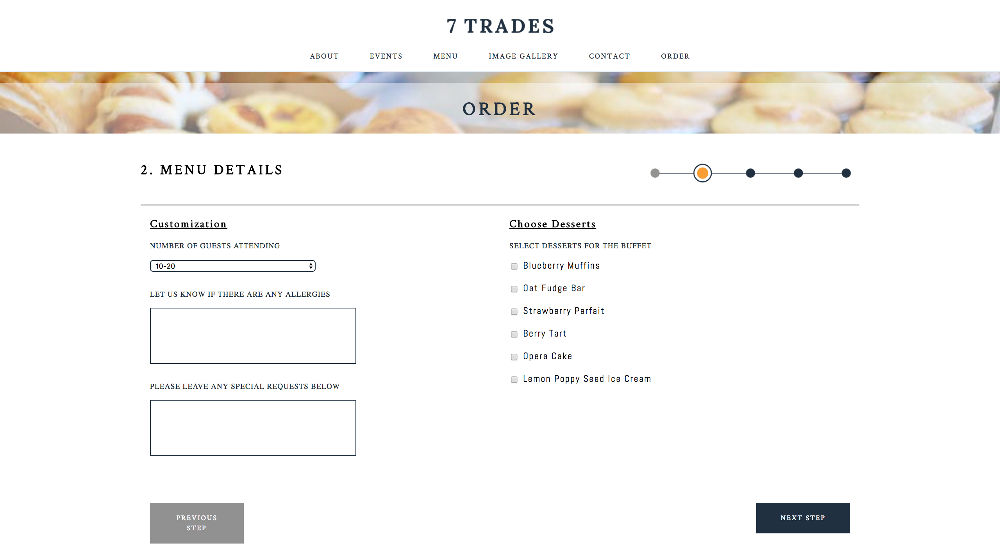 7 TRADES
ABOUT EVENTS MENU IMAGE GALLERY CONTACT ORDER
ORDER
2. MENU DETAILS
Customization
NUMBER OF GUESTS ATTENDING
10-20
LET US KNOW IF THERE ARE ANY ALLERGIES
PLEASE LEAVE ANY SPECIAL REQUESTS BELOW
Choose Desserts
SELECT DESSERTS FOR THE BUFFET
Blueberry Muffins
Oat Fudge Bar
Strawberry Parfait
Berry Tart
Opera Cake
Lemon Poppy Seed Ice Cream
PREVIOUS
STEP
NEXT STEP